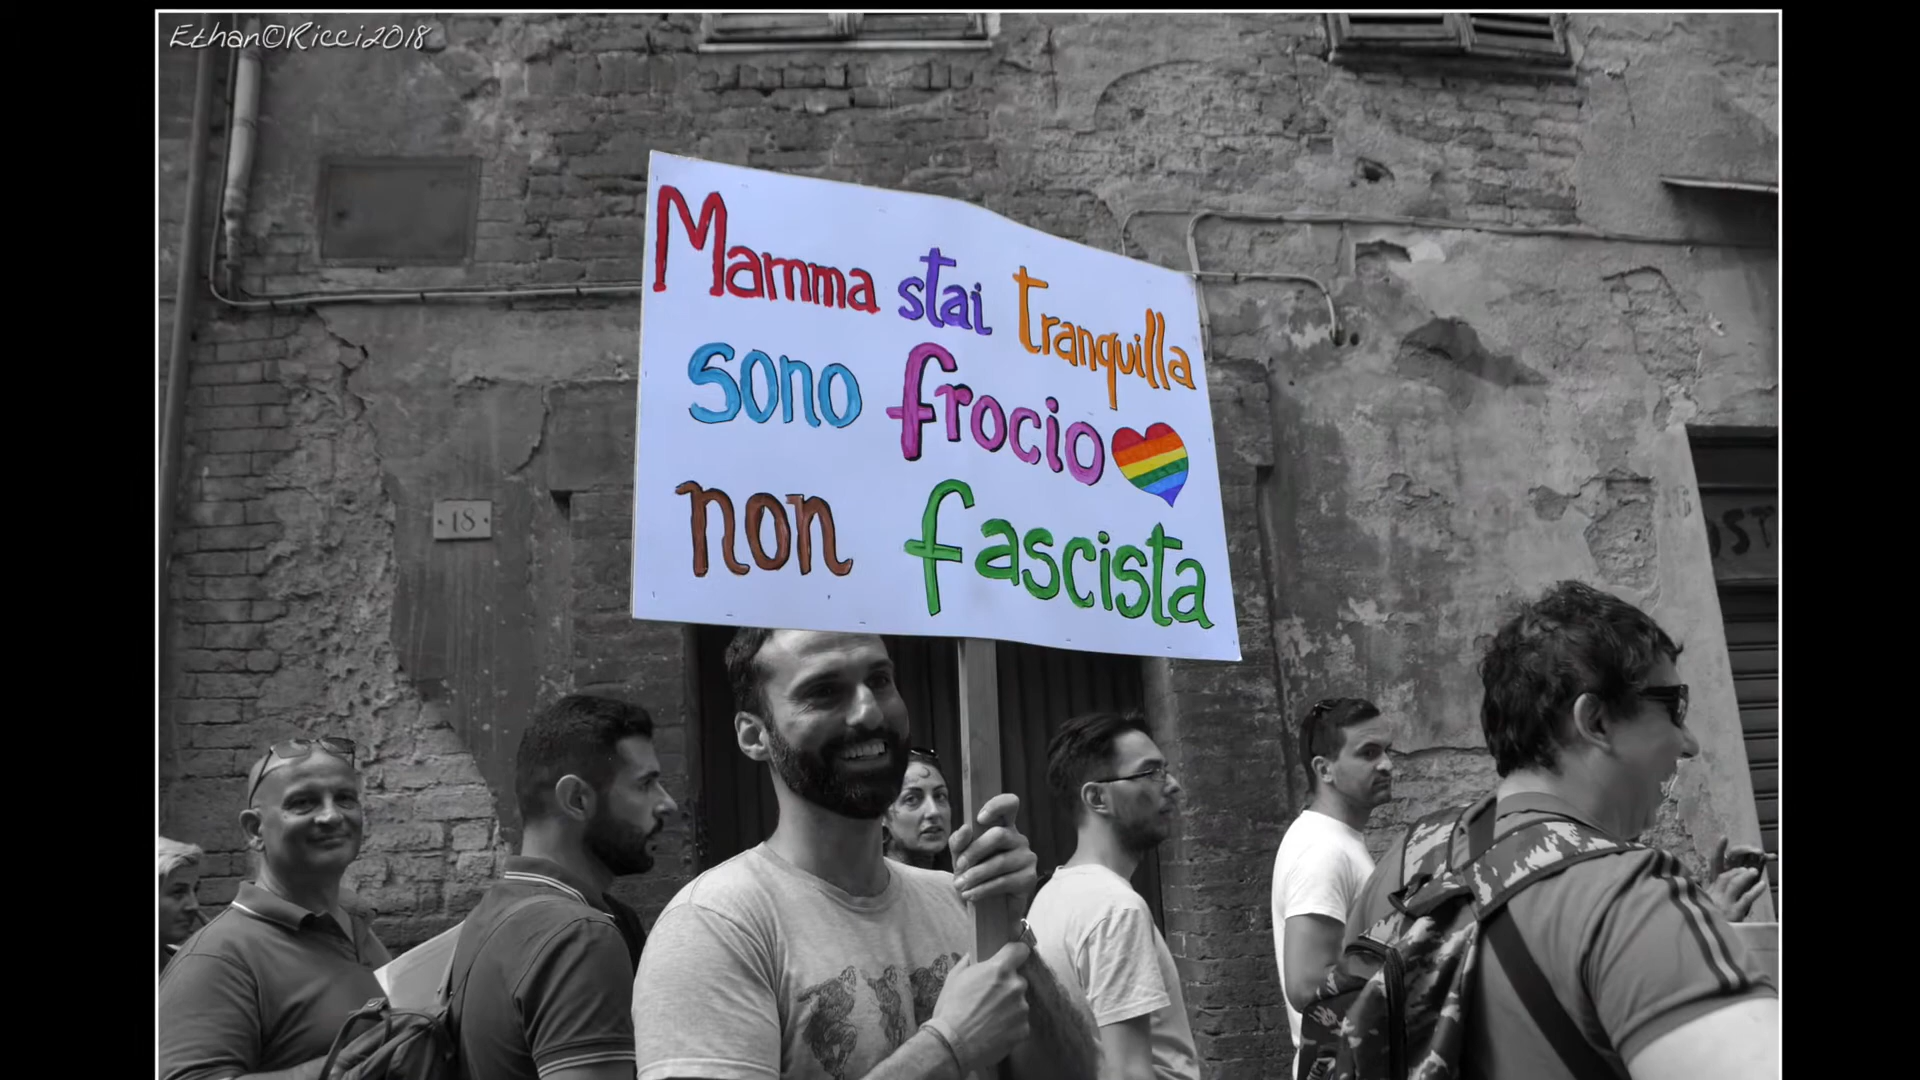 Ethan©Ricci2018
Mamma stai tranquilla
sono frocio
non fascista
18